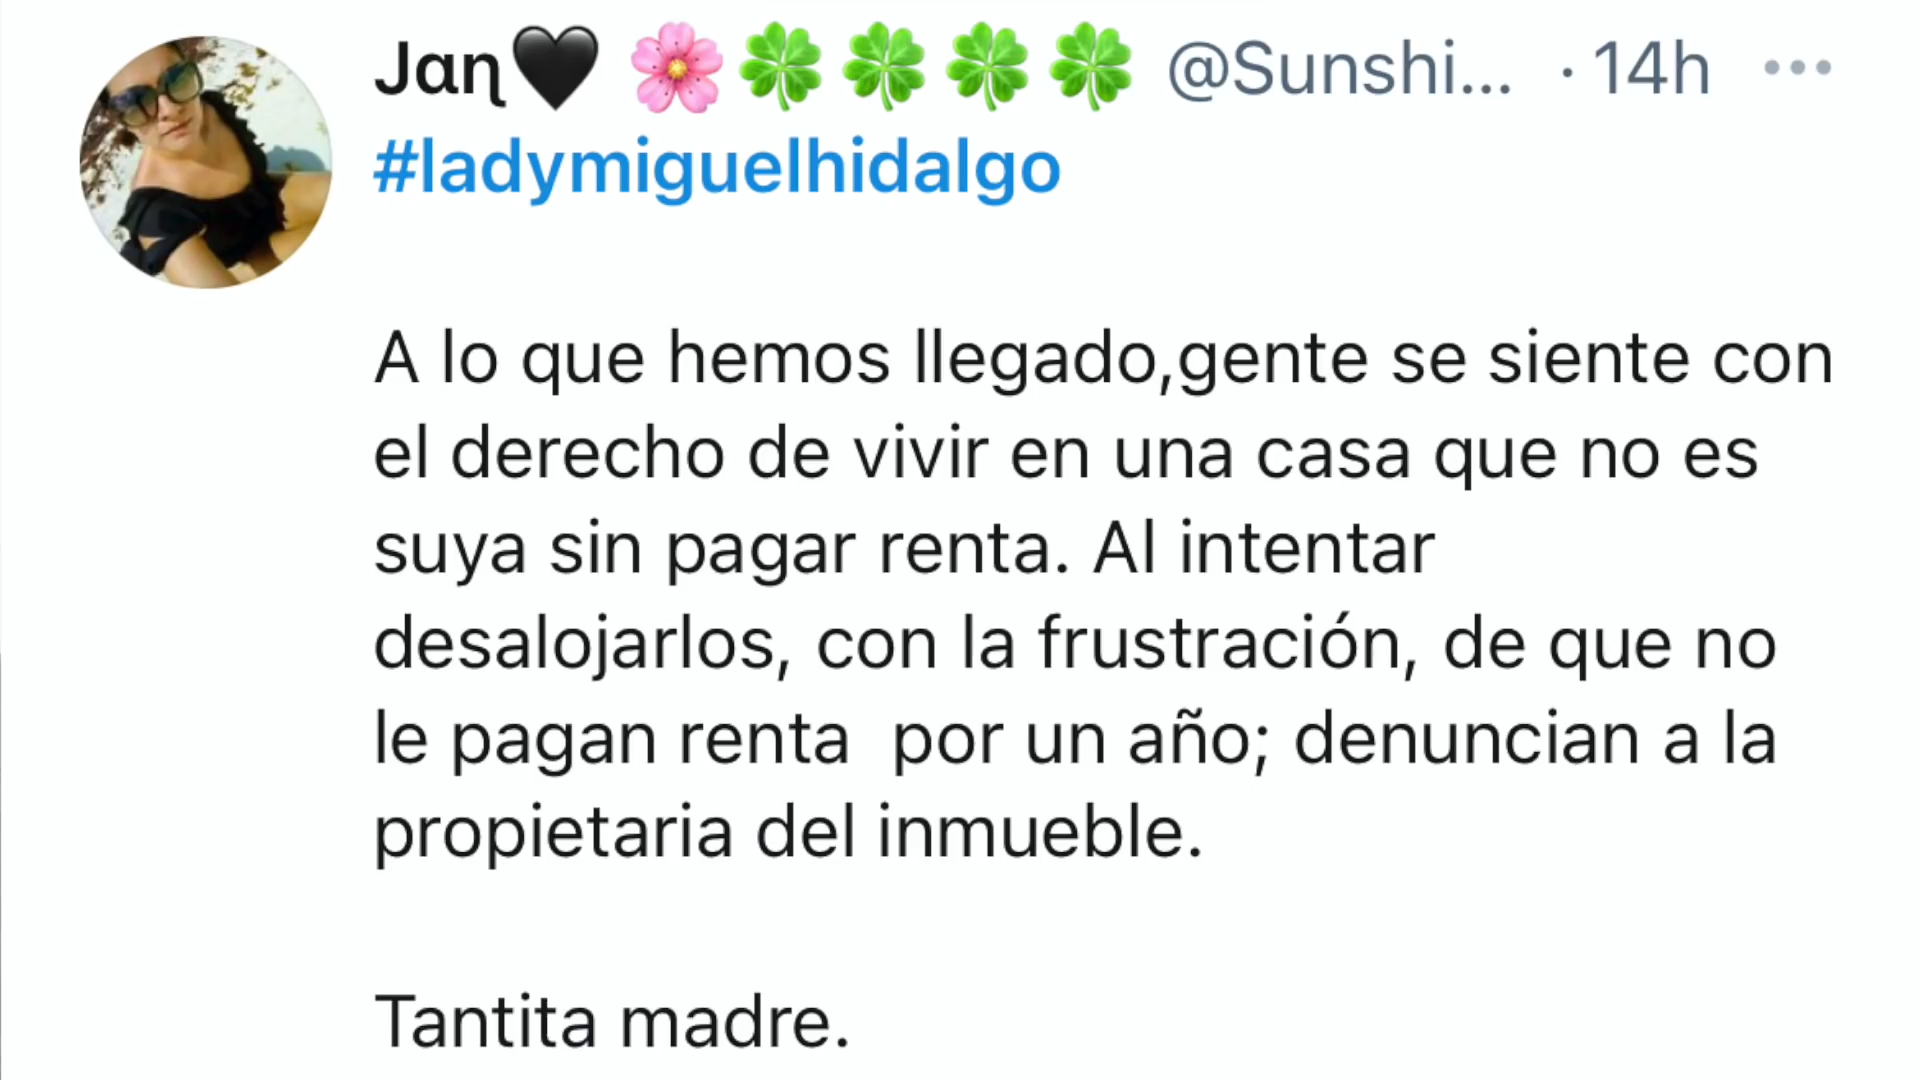 Jaɳ🖤 🌸🍀🍀🍀🍀 @Sunshi... · 14h ...
#ladymiguelhidalgo
A lo que hemos llegado,gente se siente con
el derecho de vivir en una casa que no es
suya sin pagar renta. Al intentar
desalojarlos, con la frustración, de que no
le pagan renta  por un año; denuncian a la
propietaria del inmueble.
Tantita madre.